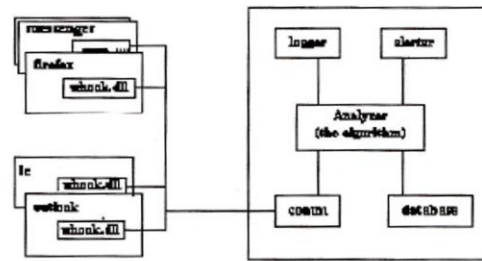 messenger
firefox
whook.dll
ie
whook.dll
outlook
whook.dll
logger
alerter
Analyzer
(the algorithm)
comm
database